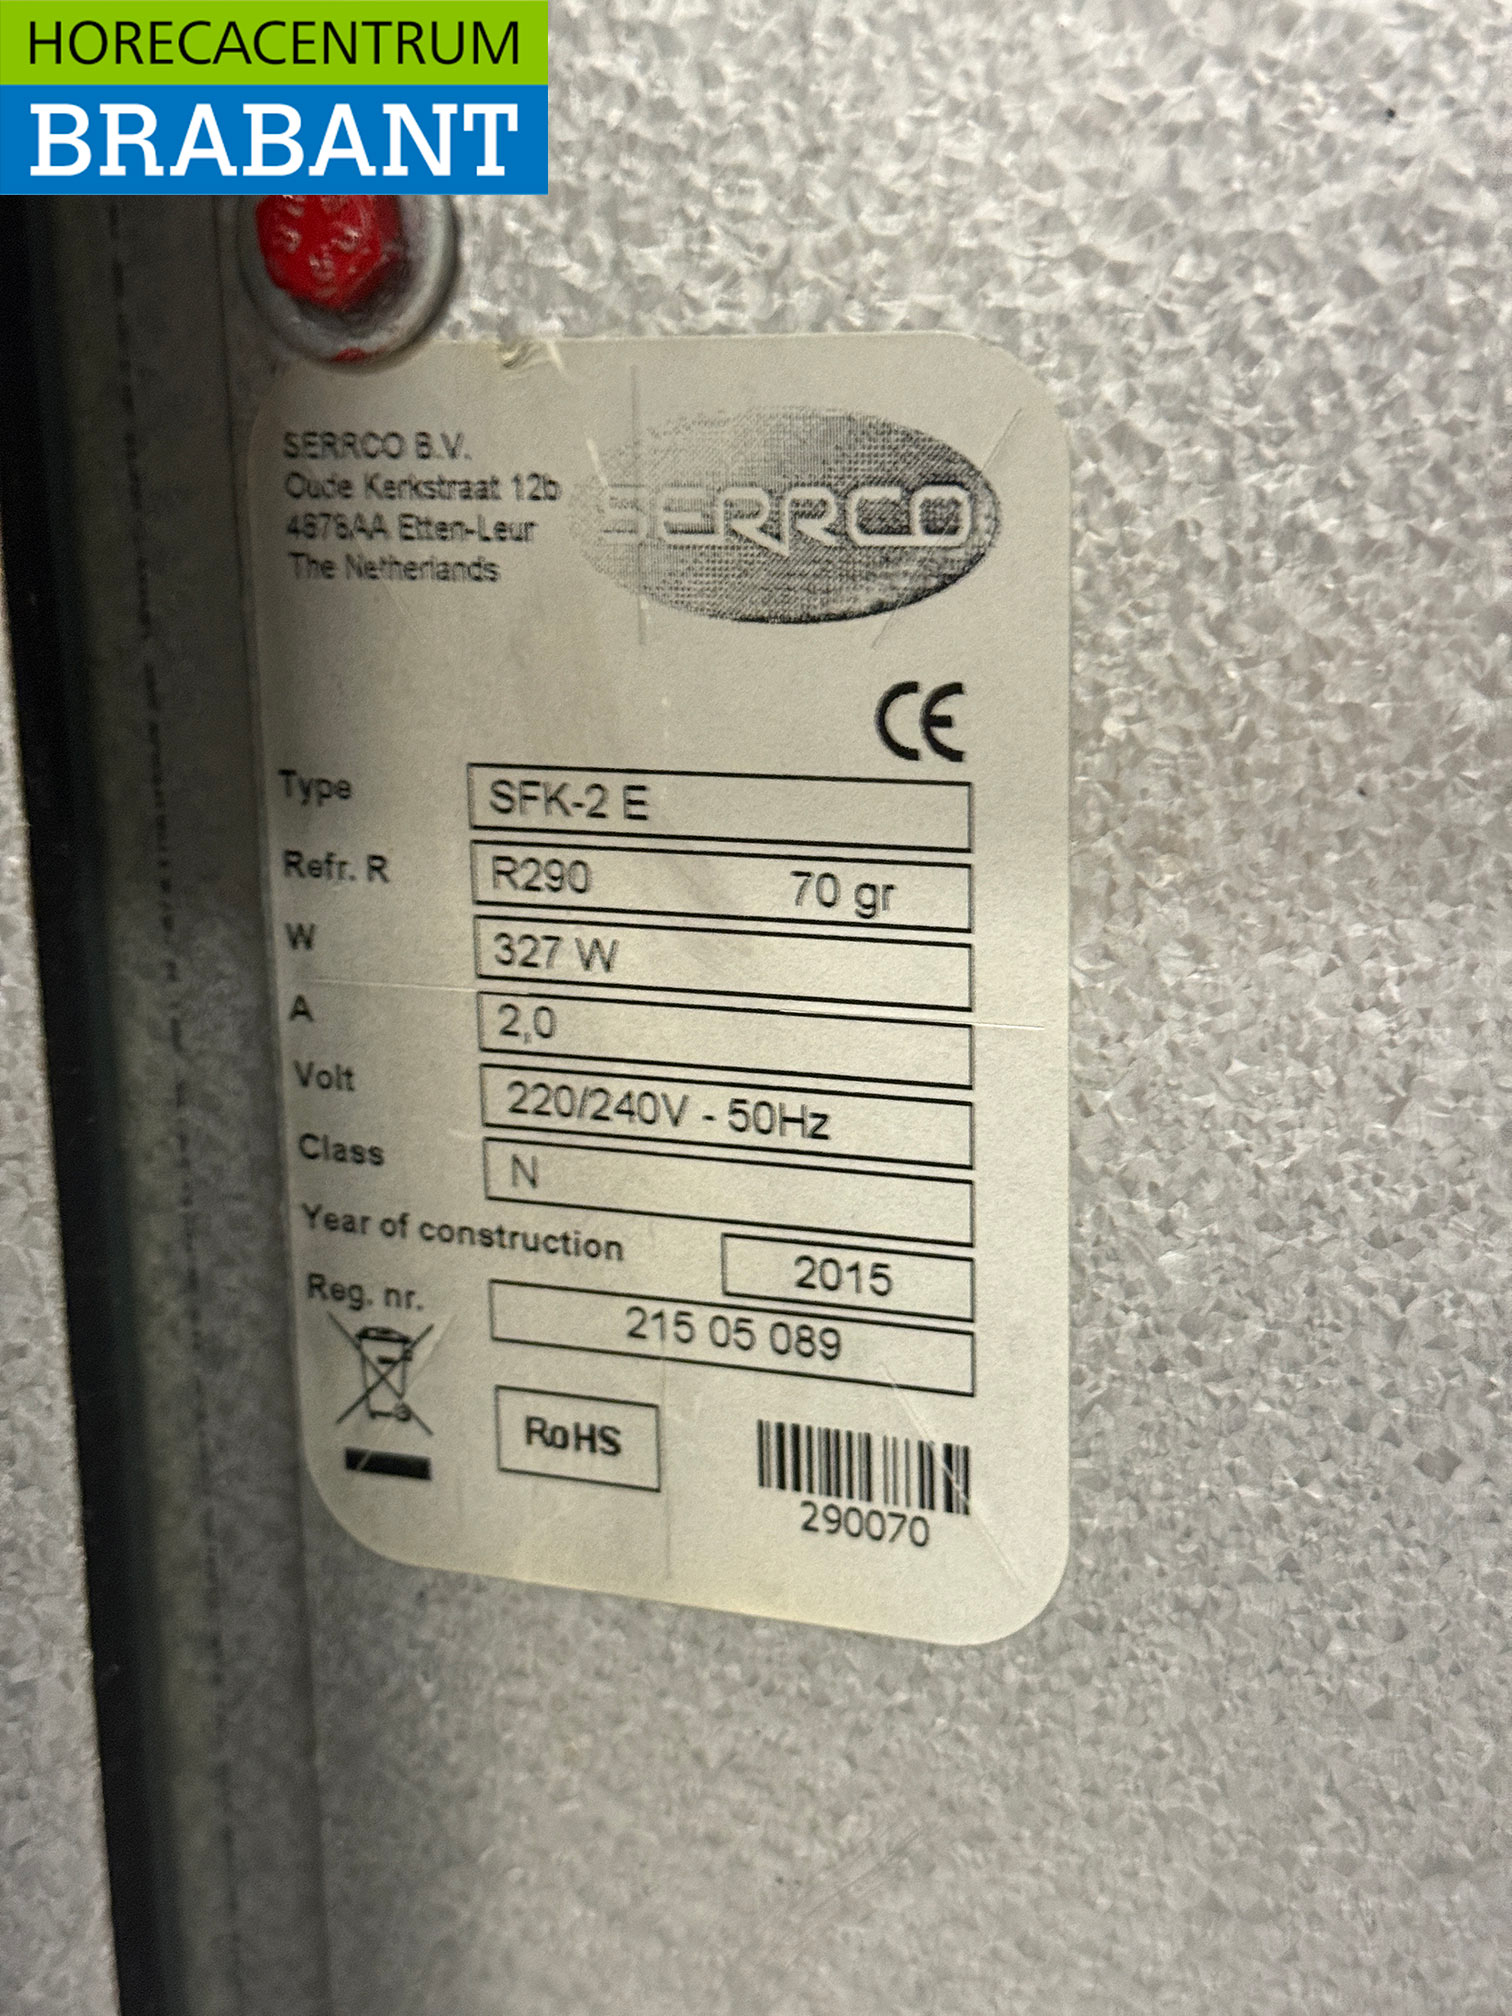 HORECACENTRUM
BRABANT
SERRCO B.V.
Oude Kerkstraat 12b
4878AA Etten-Leur
The Netherlands
SERRCO
CE
Type SFK-2 E
Refr. R R290 70 gr
W 327 W
A 2,0
Volt 220/240V - 50Hz
Class N
Year of construction 2015
Reg. nr. 215 05 089
RoHS
290070